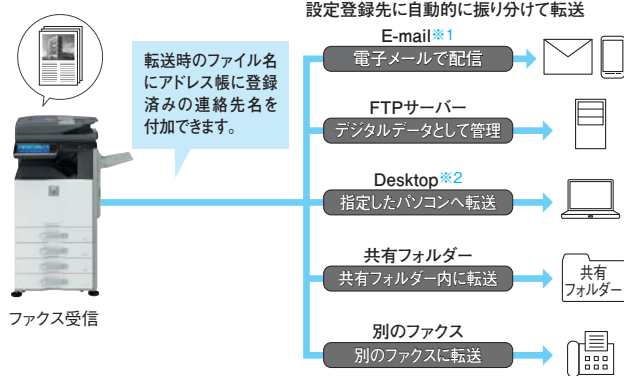 設定登録先に自動的に振り分けて転送
転送時のファイル名
にアドレス帳に登録
済みの連絡先名を
付加できます。
ファクス受信
E-mail※1
電子メールで配信
FTPサーバー
デジタルデータとして管理
Desktop※2
指定したパソコンへ転送
共有フォルダー
共有フォルダー内に転送
共有
フォルダー
別のファクス
別のファクスに転送